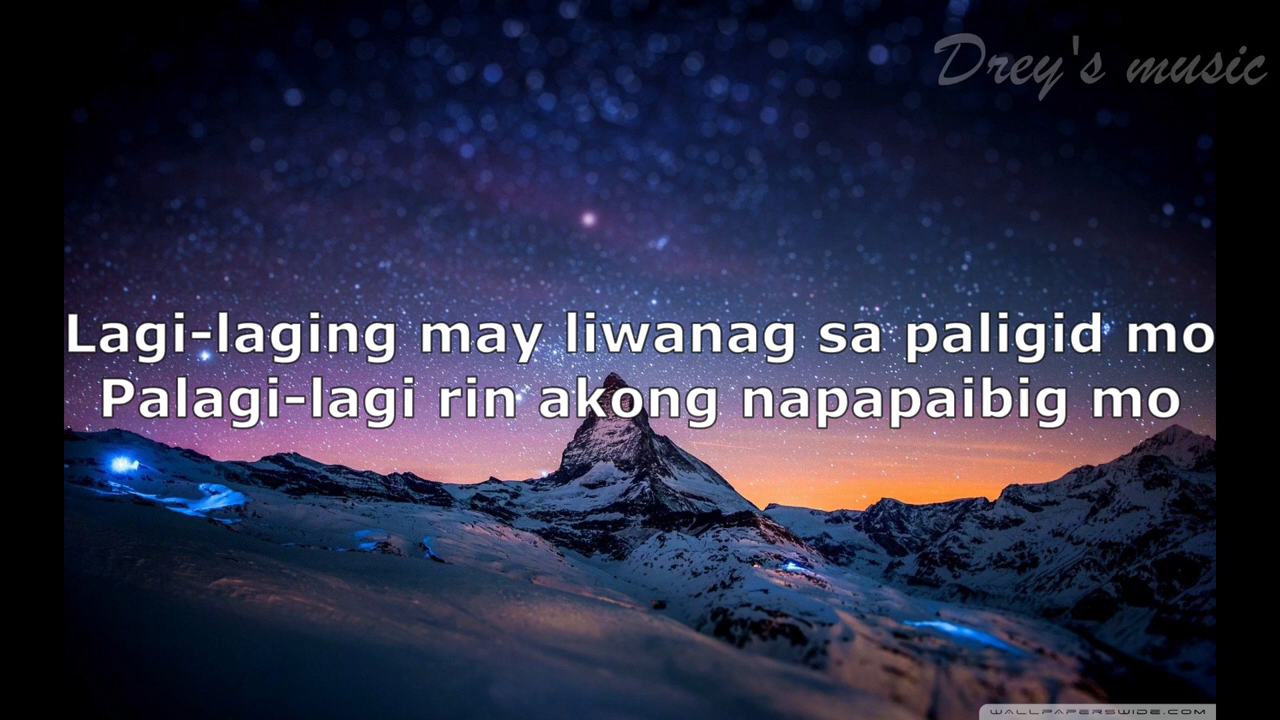 Drey's music
Lagi-laging may liwanag sa paligid mo
Palagi-lagi rin akong napapaibig mo
WALLPAPERSWIDE.COM